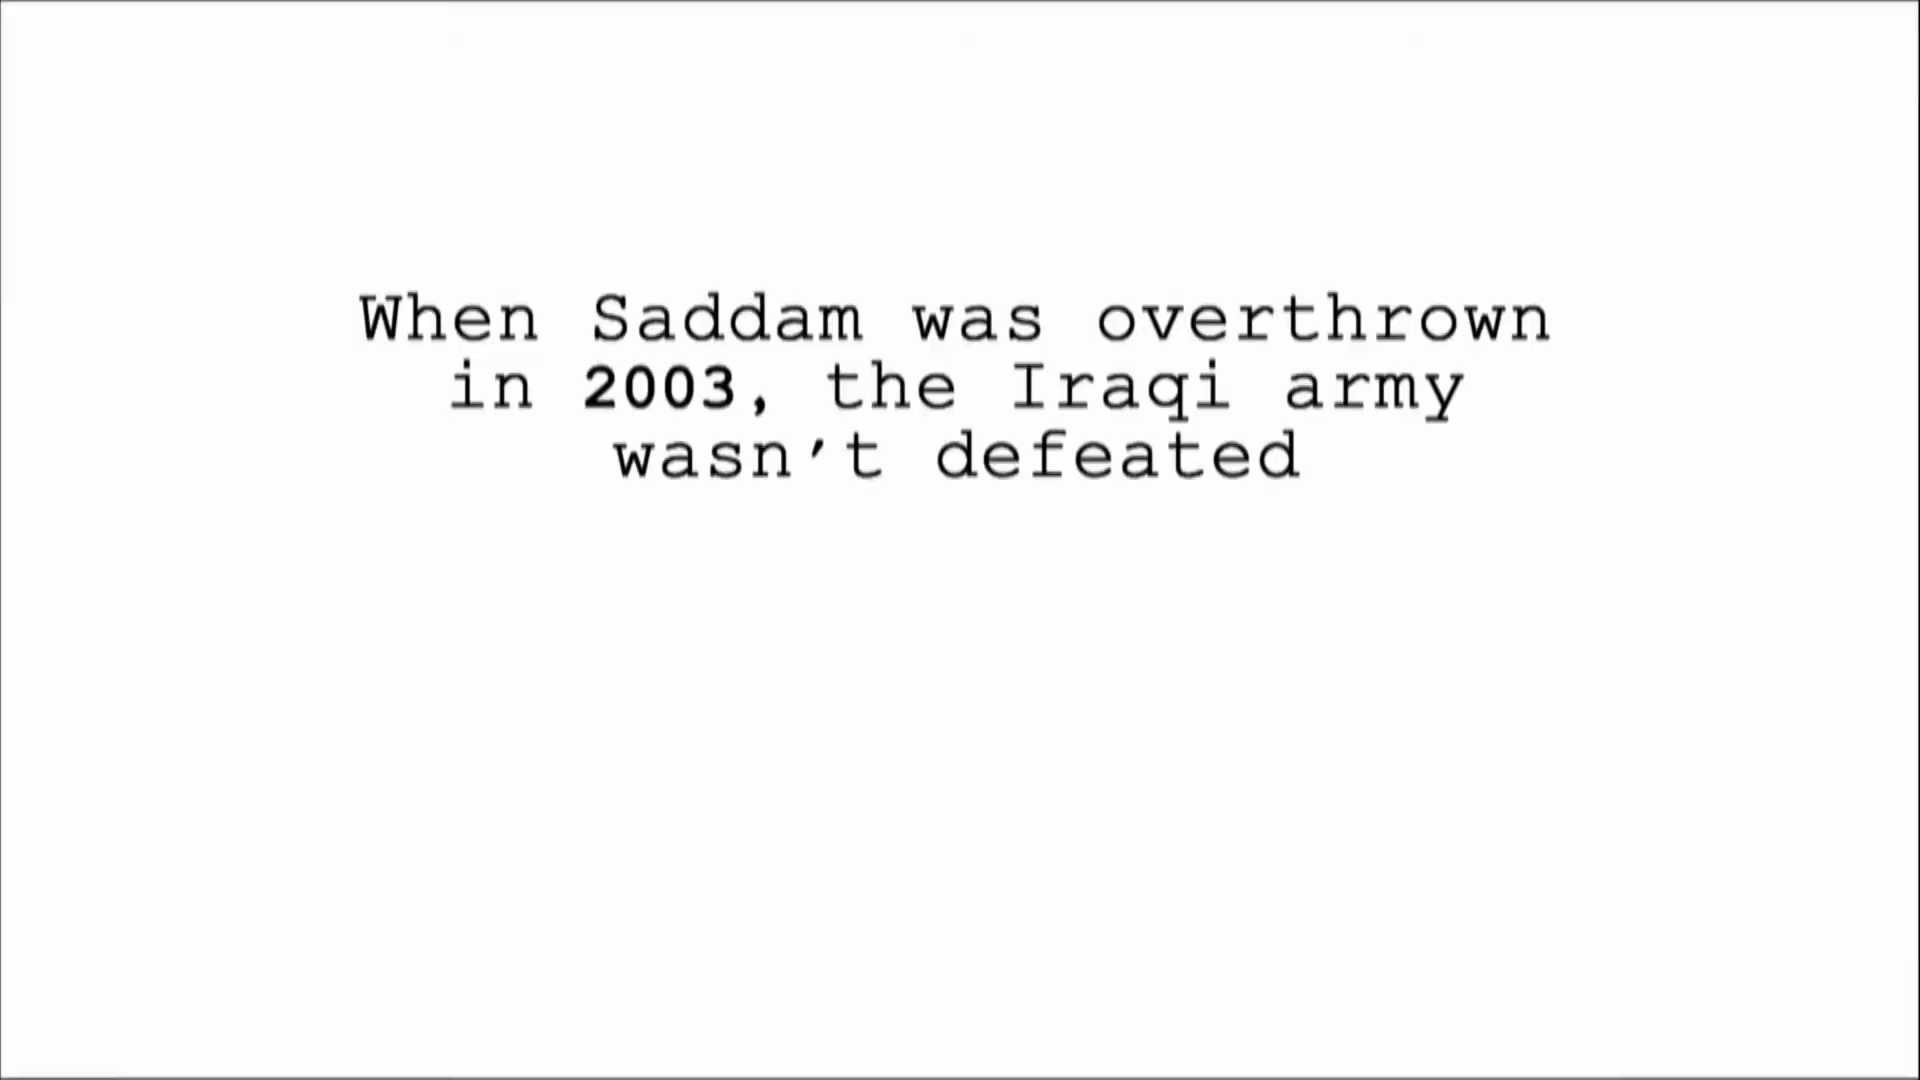 When Saddam was overthrown
in 2003, the Iraqi army
wasn't defeated